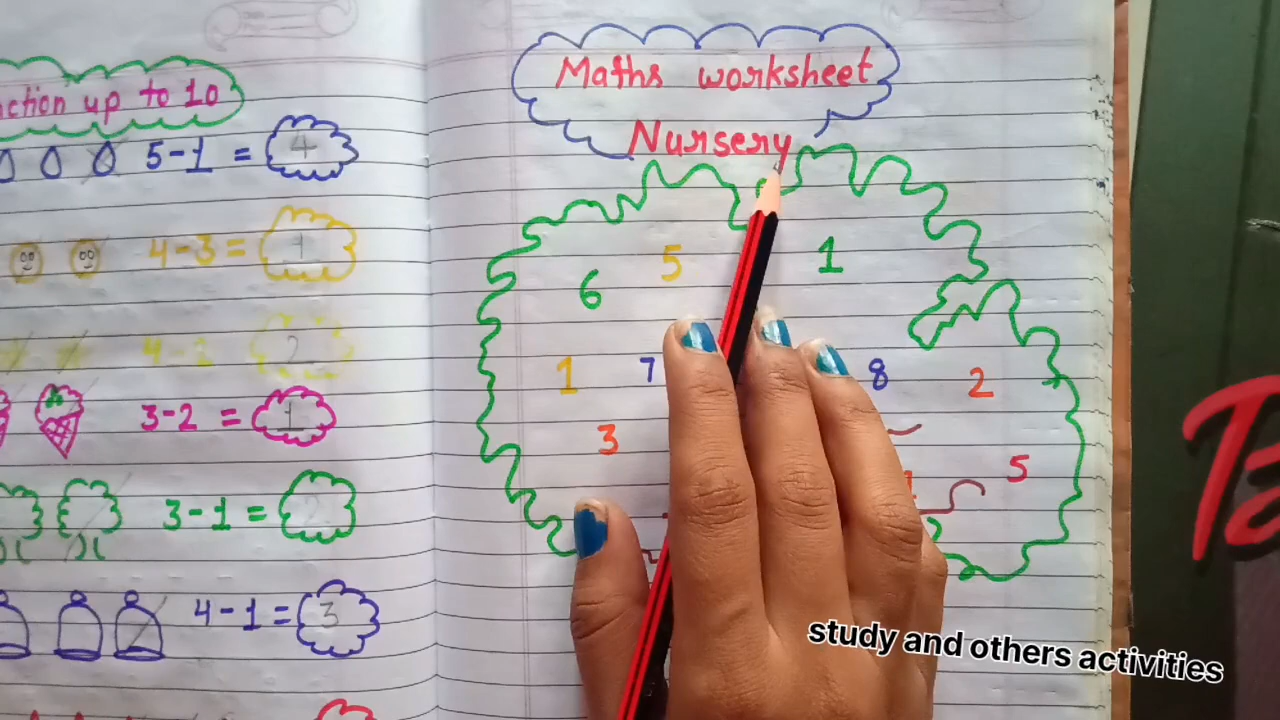 ction up to 10
5-1 = 4
4-3 = 1
4-2 2
3-2 = 1
3-1 = 2
4-1 = 3
Maths worksheet
Nursery
6 5 1
1 7 8 2
3
5
study and others activities